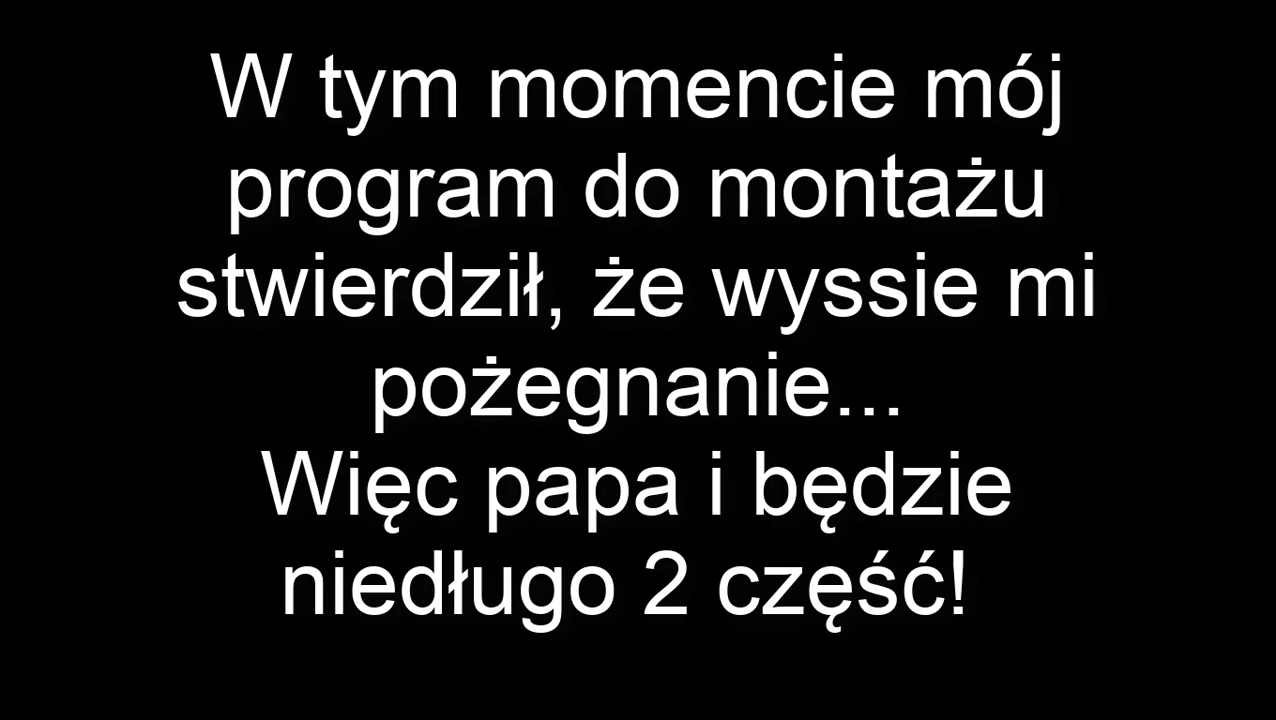 W tym momencie mój
program do montażu
stwierdził, że wyssie mi
pożegnanie...
Więc papa i będzie
niedługo 2 część!